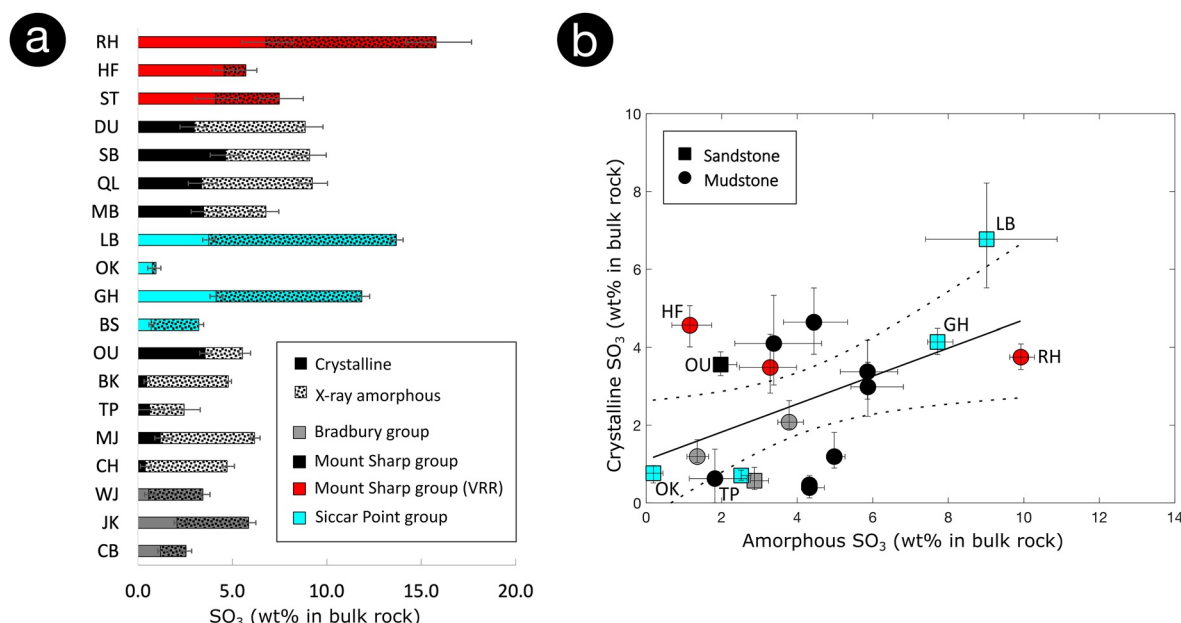 a
RH
HF
ST
DU
SB
QL
MB
LB
OK
GH
BS
OU
BK
TP
MJ
CH
WJ
JK
CB
Crystalline
X-ray amorphous
Bradbury group
Mount Sharp group
Mount Sharp group (VRR)
Siccar Point group
0.0 5.0 10.0 15.0 20.0
SO3 (wt% in bulk rock)
b
Crystalline SO3 (wt% in bulk rock)
10
8
6
4
2
0
Sandstone
Mudstone
LB
HF
GH
OU
RH
OK
TP
0 2 4 6 8 10 12 14
Amorphous SO3 (wt% in bulk rock)